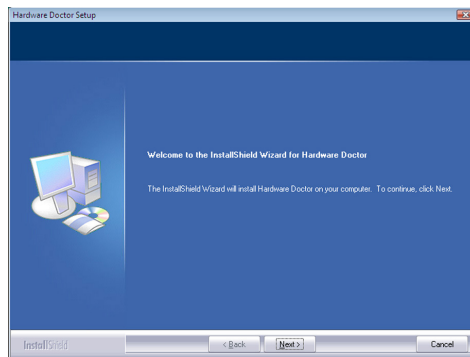 Hardware Doctor Setup
Welcome to the InstallShield Wizard for Hardware Doctor
The InstallShield Wizard will install Hardware Doctor on your computer. To continue, click Next.
InstallShield
< Back
Next >
Cancel